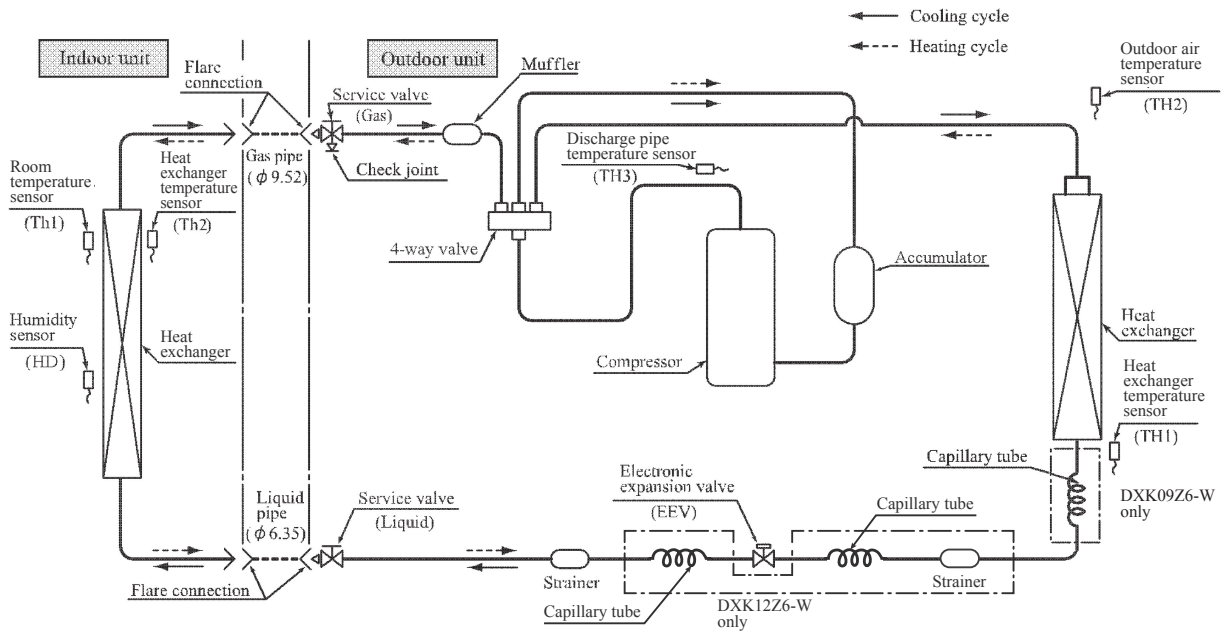 Cooling cycle
Heating cycle
Indoor unit
Outdoor unit
Flare
connection
Service valve
(Gas)
Muffler
Outdoor air
temperature
sensor
(TH2)
Discharge pipe
temperature sensor
(TH3)
Room
temperature
sensor
(Th1)
Heat
exchanger
temperature
sensor
(Th2)
Gas pipe
(ϕ 9.52)
Check joint
4-way valve
Accumulator
Humidity
sensor
(HD)
Heat
exchanger
Compressor
Heat
exchanger
Heat
exchanger
temperature
sensor
(TH1)
Capillary tube
DXK09Z6-W
only
Liquid
pipe
(ϕ 6.35)
Service valve
(Liquid)
Electronic
expansion valve
(EEV)
Capillary tube
Flare connection
Strainer
Capillary tube
DXK12Z6-W
only
Strainer